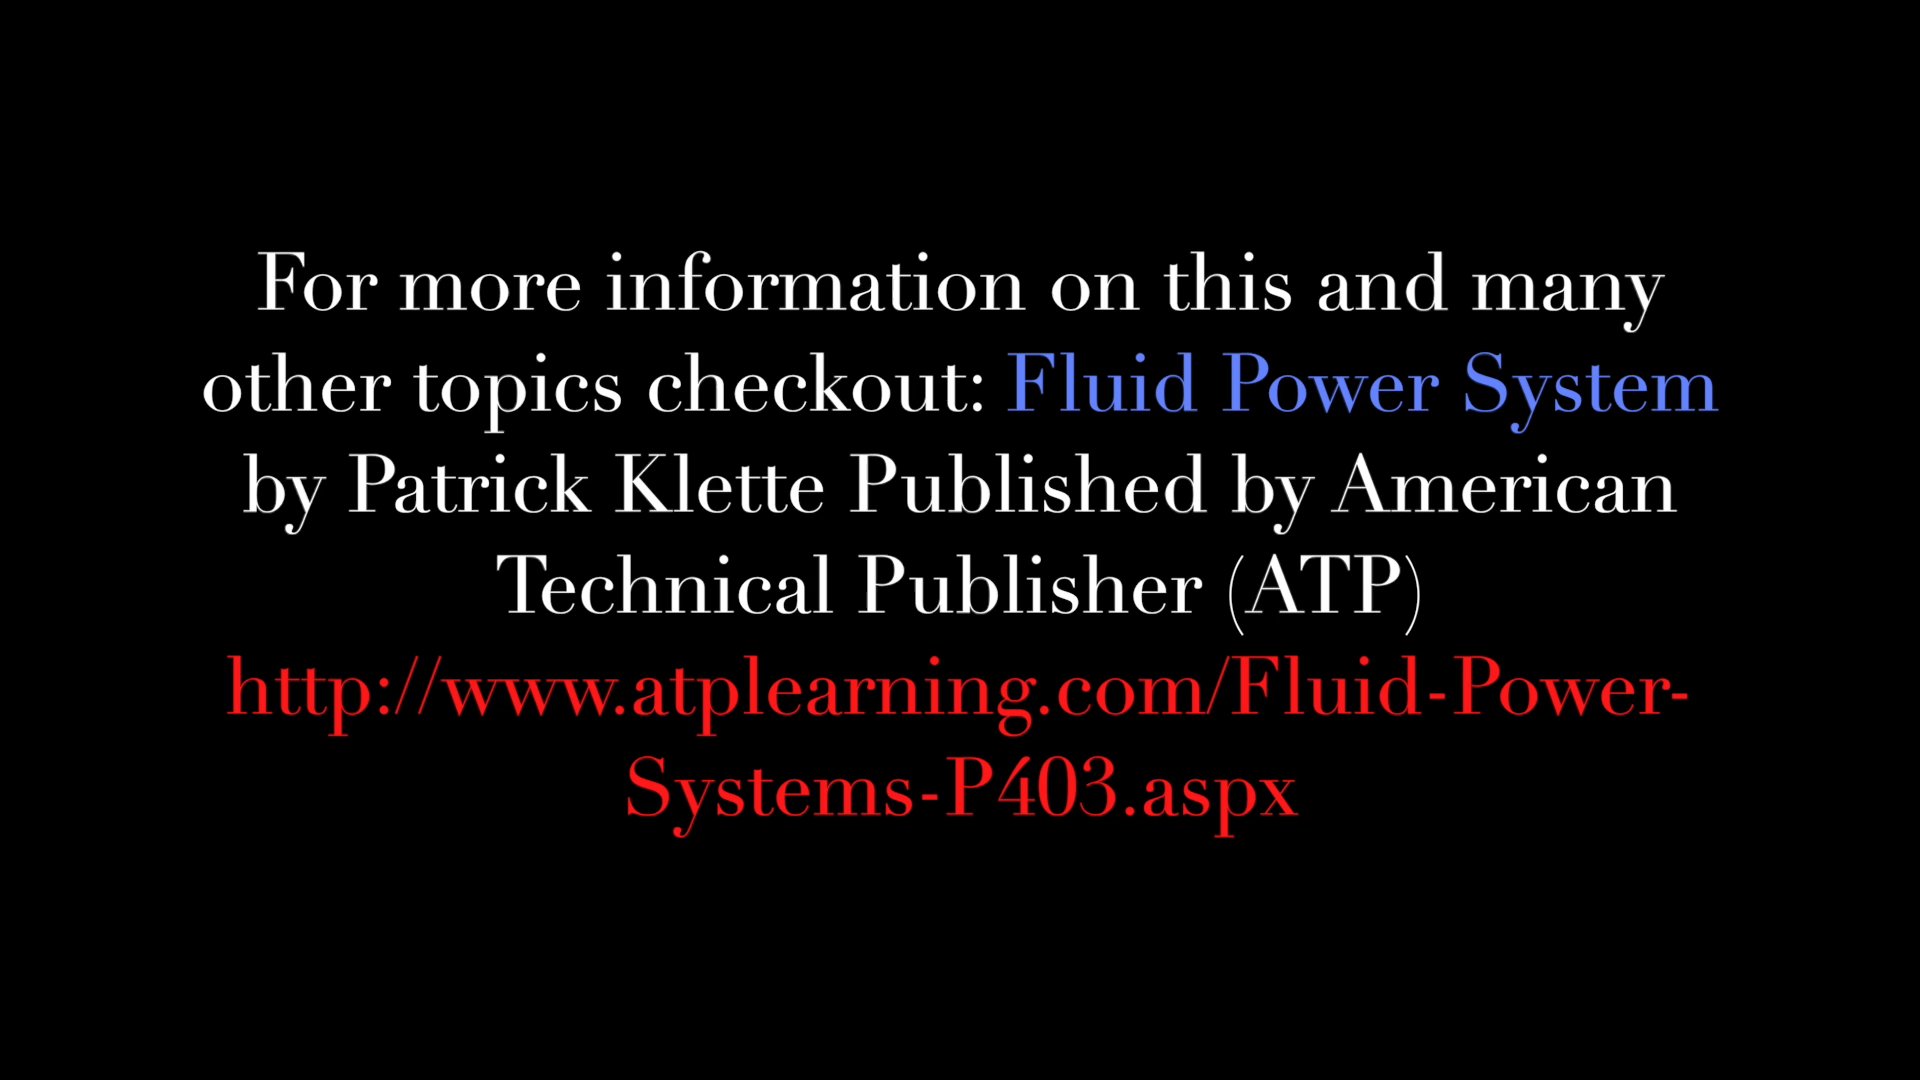 For more information on this and many
other topics checkout: Fluid Power System
by Patrick Klette Published by American
Technical Publisher (ATP)
http://www.atplearning.com/Fluid-Power-
Systems-P403.aspx